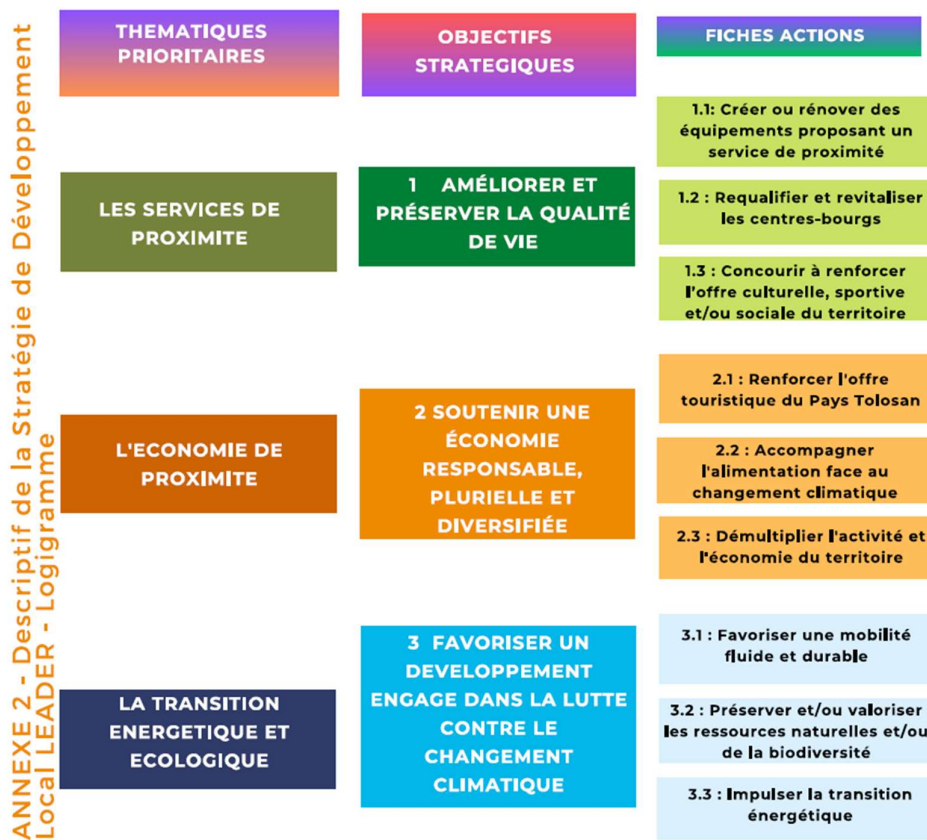 ANNEXE 2 - Descriptif de la Stratégie de Développement
Local LEADER - Logigramme
THEMATIQUES
PRIORITAIRES
OBJECTIFS
STRATEGIQUES
FICHES ACTIONS
LES SERVICES DE
PROXIMITE
1 AMÉLIORER ET
PRÉSERVER LA QUALITÉ
DE VIE
1.1: Créer ou rénover des
équipements proposant un
service de proximité
1.2 : Requalifier et revitaliser
les centres-bourgs
1.3 : Concourir à renforcer
l'offre culturelle, sportive
et/ou sociale du territoire
L'ECONOMIE DE
PROXIMITE
2 SOUTENIR UNE
ÉCONOMIE
RESPONSABLE,
PLURIELLE ET
DIVERSIFIÉE
2.1 : Renforcer l'offre
touristique du Pays Tolosan
2.2 : Accompagner
l'alimentation face au
changement climatique
2.3 : Démultiplier l'activité et
l'économie du territoire
LA TRANSITION
ENERGETIQUE ET
ECOLOGIQUE
3 FAVORISER UN
DEVELOPPEMENT
ENGAGE DANS LA LUTTE
CONTRE LE
CHANGEMENT
CLIMATIQUE
3.1 : Favoriser une mobilité
fluide et durable
3.2 : Préserver et/ou valoriser
les ressources naturelles et/ou
de la biodiversité
3.3 : Impulser la transition
énergétique